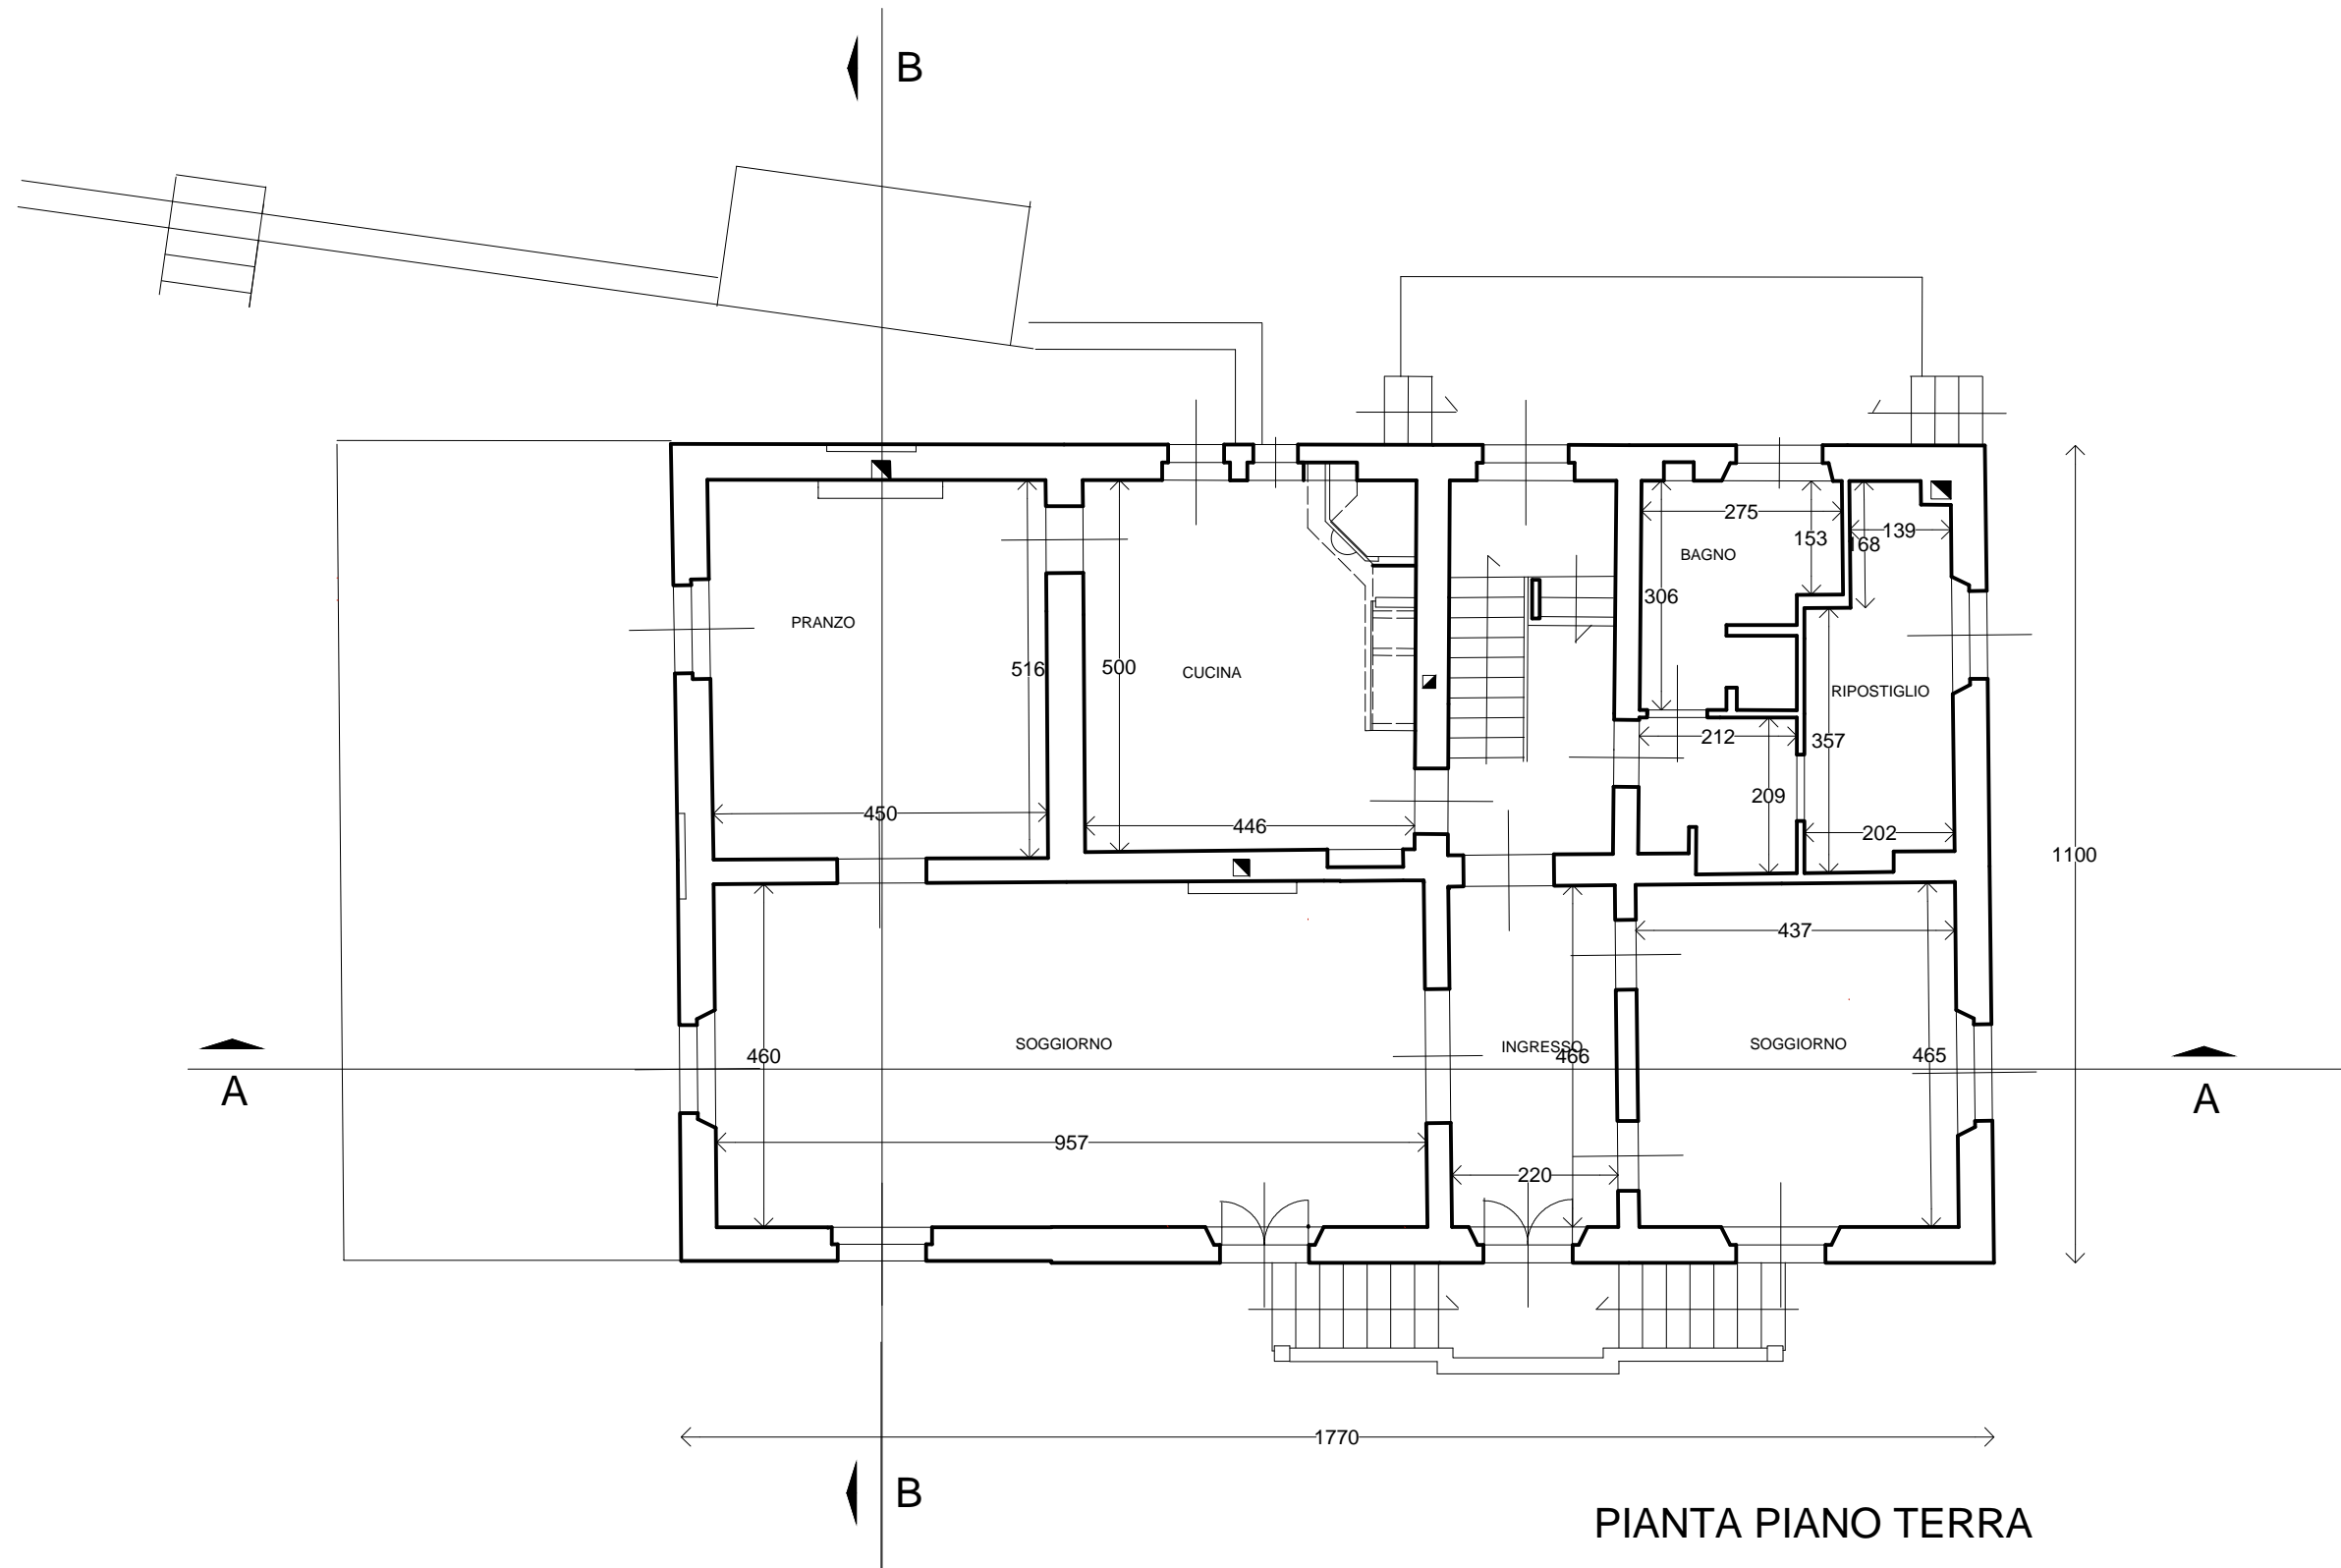 B
275
139
153
168
BAGNO
306
PRANZO
516
500
CUCINA
RIPOSTIGLIO
212
357
209
450
446
202
1100
437
SOGGIORNO
INGRESSO
SOGGIORNO
460
466
465
A
A
957
220
1770
B
PIANTA PIANO TERRA